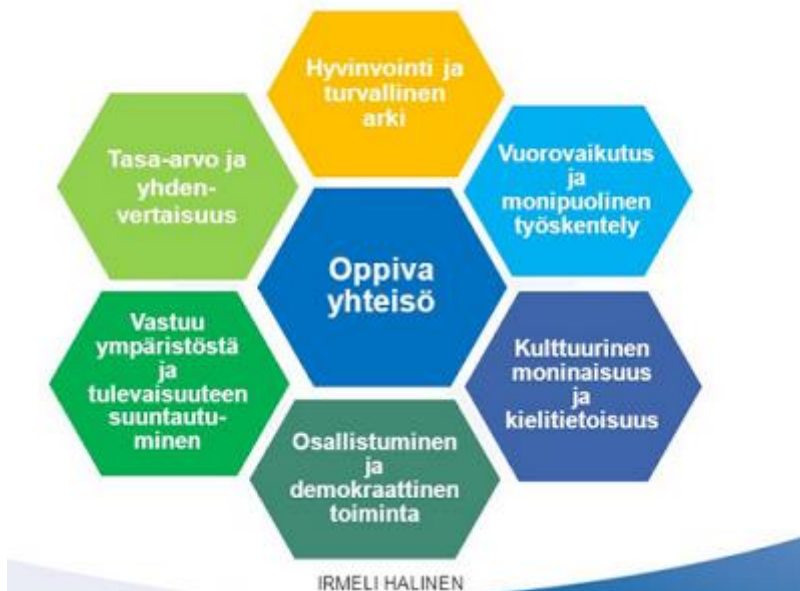 Hyvinvointi ja
turvallinen
arki
Tasa-arvo ja
yhden-
vertaisuus
Vuorovaikutus
ja
monipuolinen
työskentely
Oppiva
yhteisö
Vastuu
ympäristöstä
ja
tulevaisuuteen
suuntautu-
minen
Kulttuurinen
moninaisuus
ja
kielitietoisuus
Osallistuminen
ja
demokraattinen
toiminta
IRMELI HALINEN